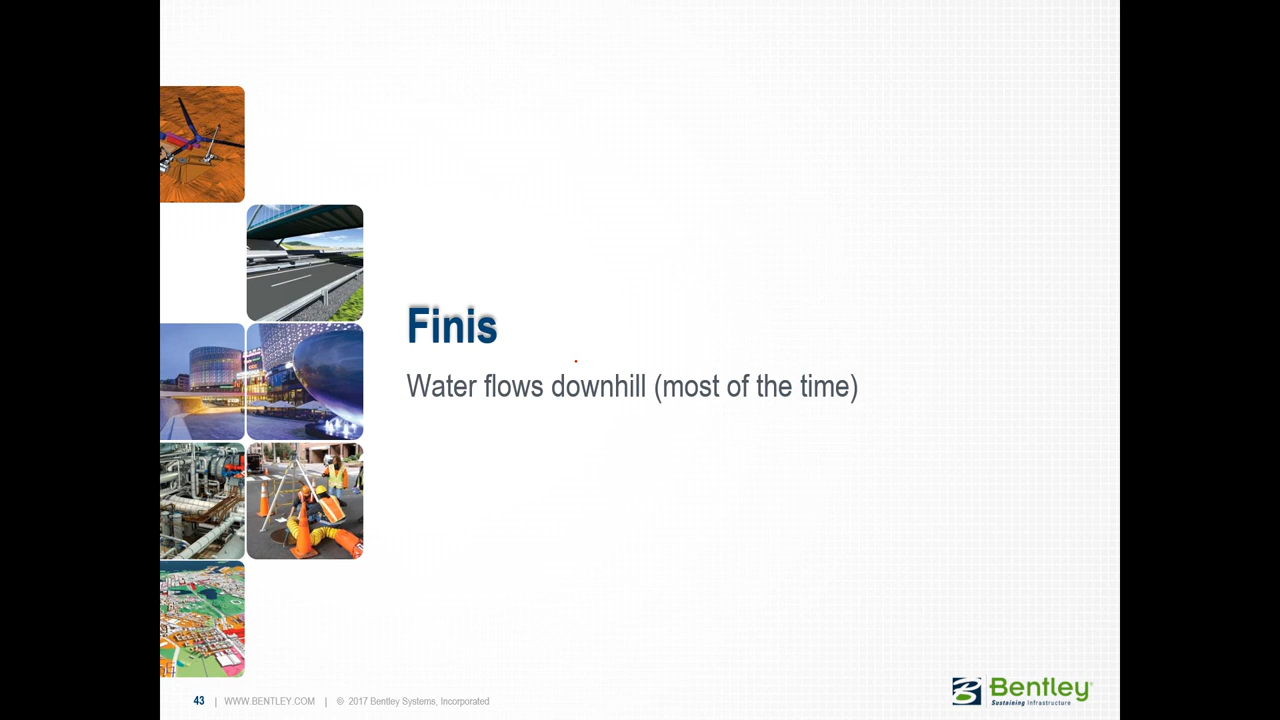 Finis
Water flows downhill (most of the time)
43 | WWW.BENTLEY.COM | © 2017 Bentley Systems, Incorporated
Bentley®
Sustaining Infrastructure